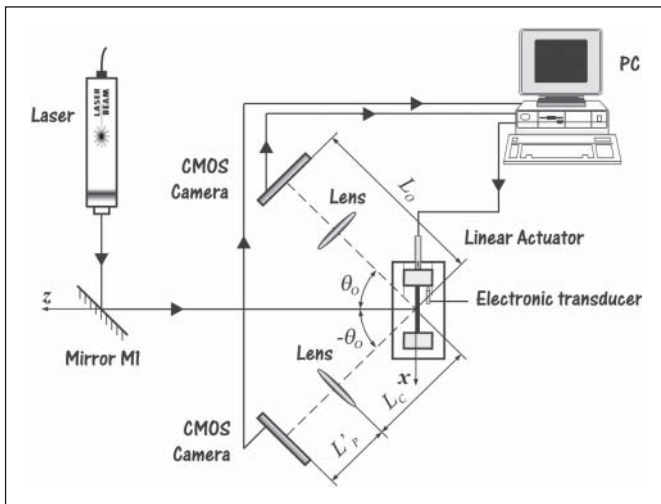 PC
LASER BEAM
Laser
CMOS
Camera
Lens
L_O
Linear Actuator
θ_O
Electronic transducer
z
Mirror M1
-θ_O
Lens
x
L_C
L'_P
CMOS
Camera